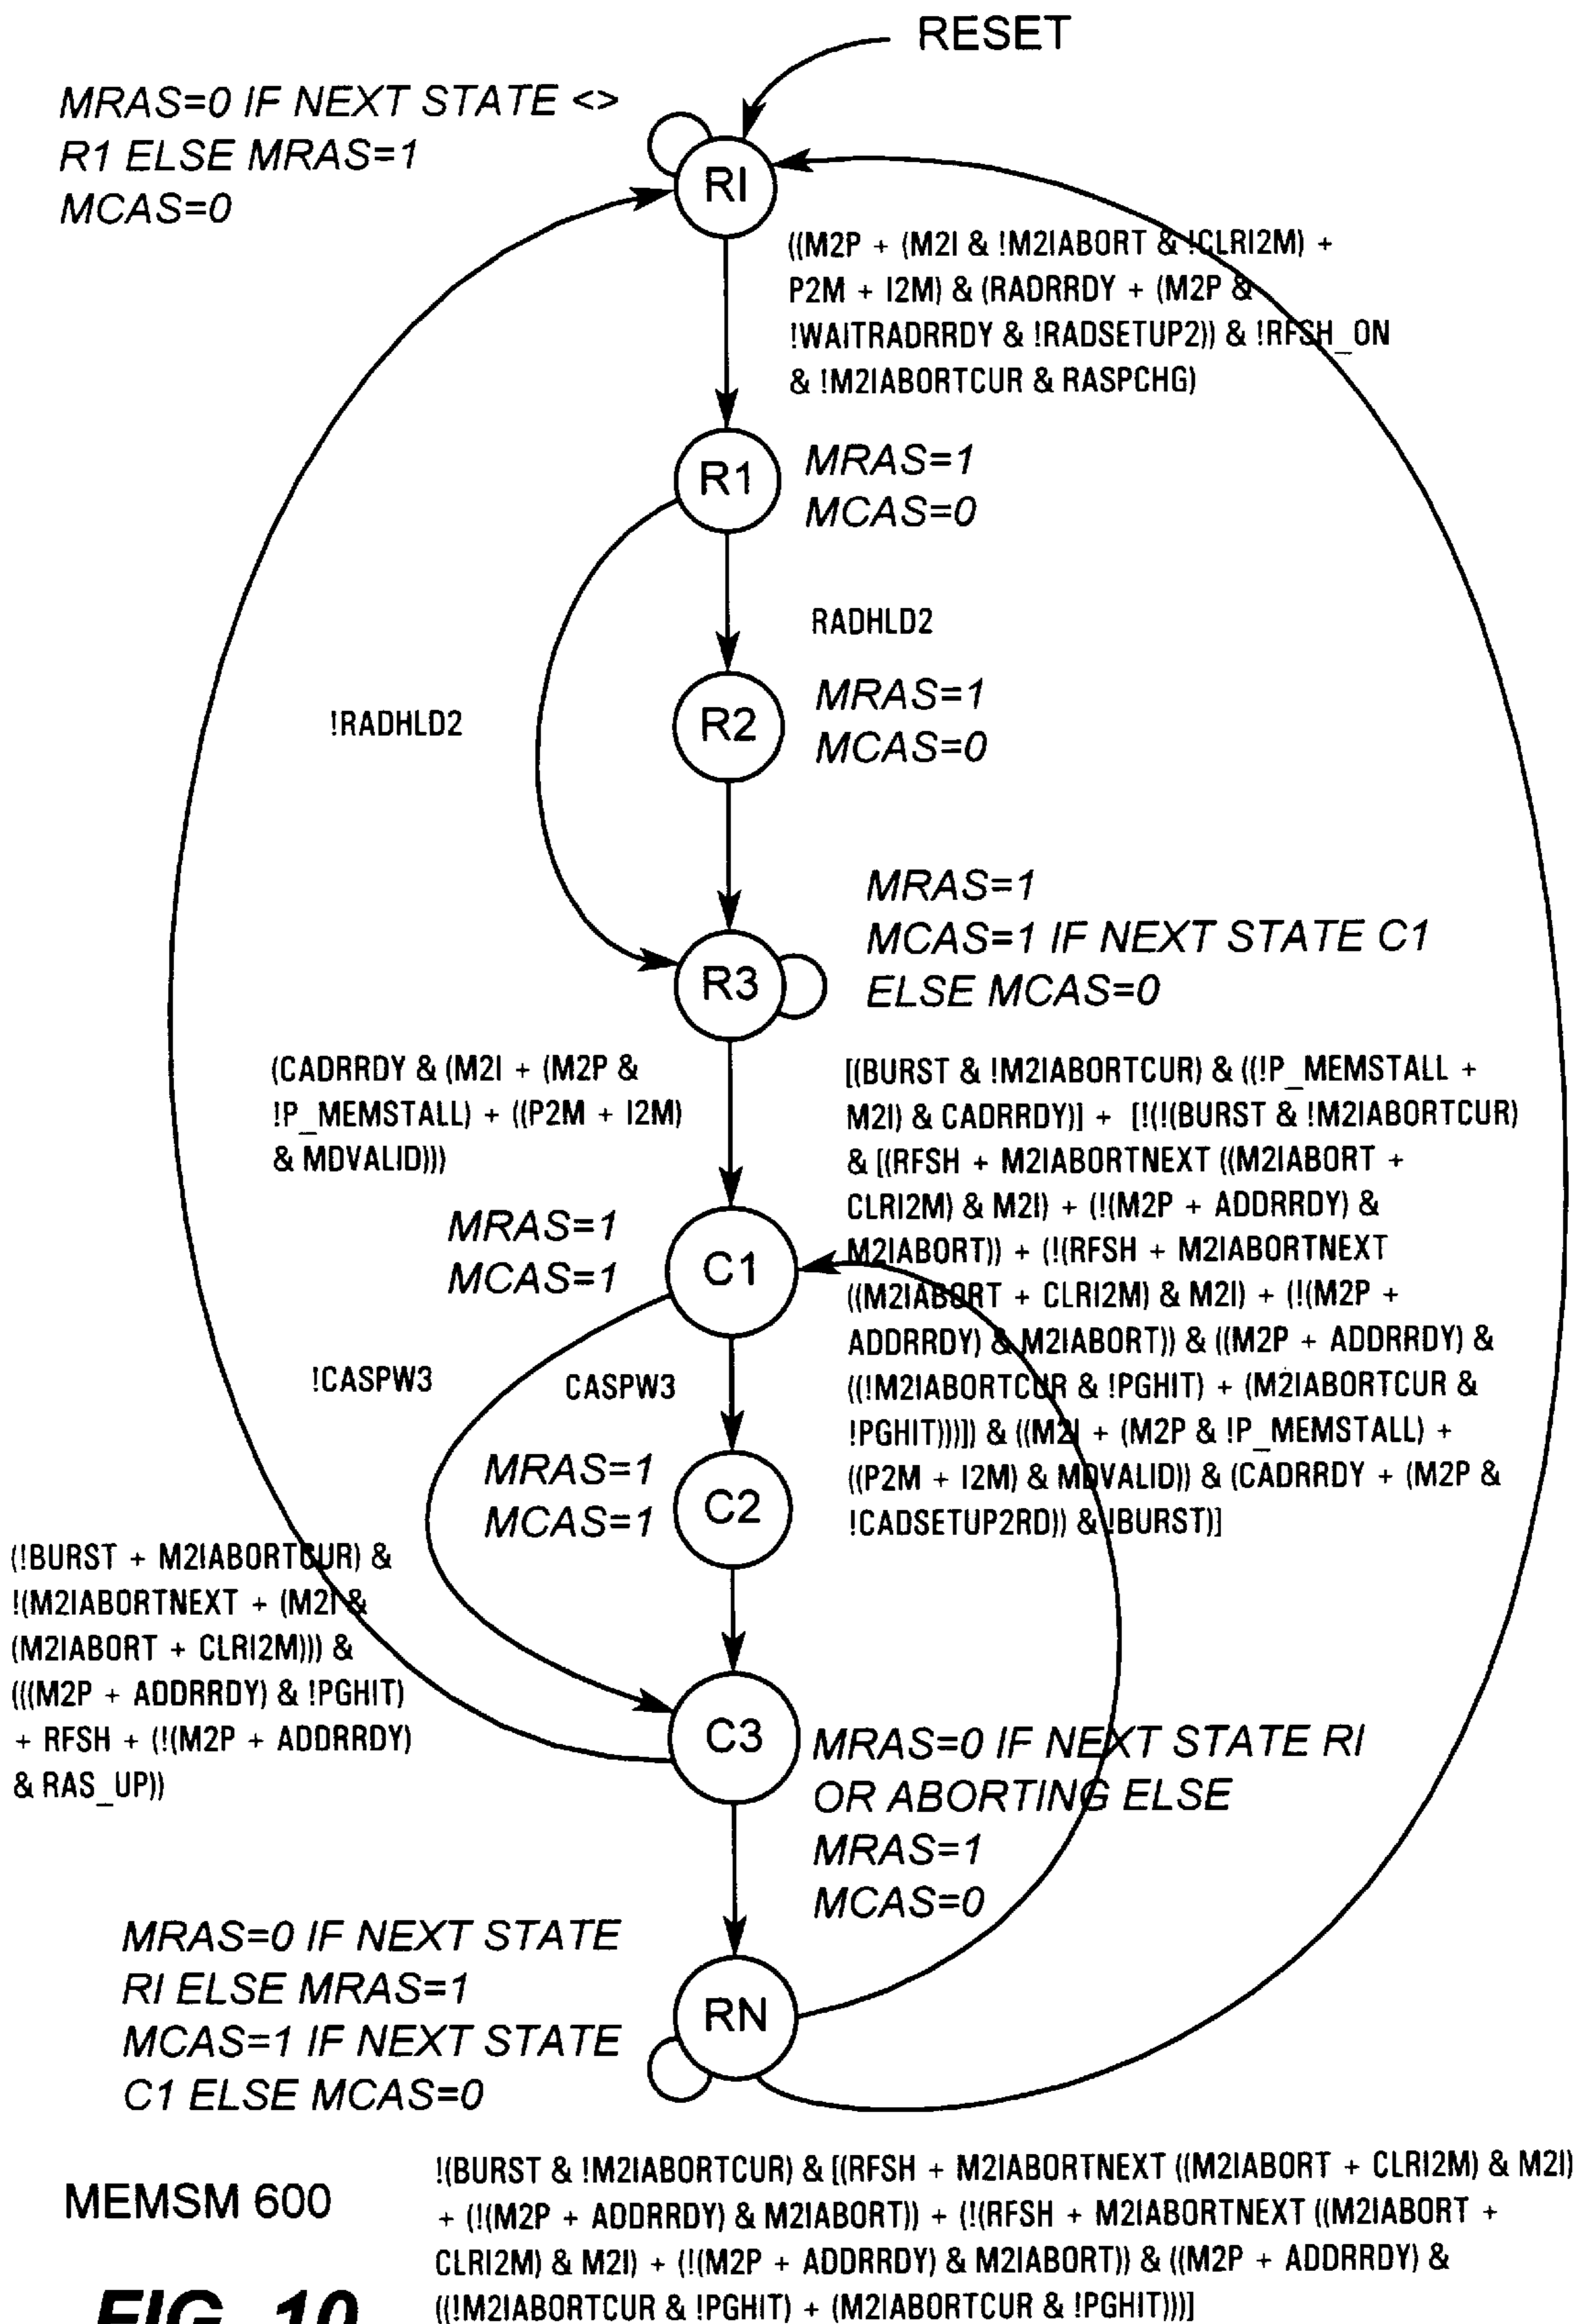 RESET
MRAS=0 IF NEXT STATE <>
R1 ELSE MRAS=1
MCAS=0
RI
((M2P + (M2I & !M2IABORT & !CLRI2M) +
P2M + I2M) & (RADRRDY + (M2P &
!WAITRADRRDY & !RADSETUP2)) & !RFSH_ON
& !M2IABORTCUR & RASPCHG)
R1
MRAS=1
MCAS=0
RADHLD2
!RADHLD2
R2
MRAS=1
MCAS=0
MRAS=1
MCAS=1 IF NEXT STATE C1
ELSE MCAS=0
R3
(CADRRDY & (M2I + (M2P &
!P_MEMSTALL) + ((P2M + I2M)
& MDVALID)))
[(BURST & !M2IABORTCUR) & ((!P_MEMSTALL +
M2I) & CADRRDY)] + [!(!(BURST & !M2IABORTCUR)
& [(RFSH + M2IABORTNEXT ((M2IABORT +
CLRI2M) & M2I) + (!(M2P + ADDRRDY) &
M2IABORT)) + (!(RFSH + M2IABORTNEXT
((M2IABORT + CLRI2M) & M2I) + (!(M2P +
ADDRRDY) & M2IABORT)) & ((M2P + ADDRRDY) &
((!M2IABORTCUR & !PGHIT) + (M2IABORTCUR &
!PGHIT)))]) & ((M2I + (M2P & !P_MEMSTALL) +
((P2M + I2M) & MDVALID)) & (CADRRDY + (M2P &
!CADSETUP2RD)) & !BURST)]
MRAS=1
MCAS=1
C1
!CASPW3
CASPW3
MRAS=1
MCAS=1
C2
(!BURST + M2IABORTCUR) &
!(M2IABORTNEXT + (M2I &
(M2IABORT + CLRI2M))) &
(((M2P + ADDRRDY) & !PGHIT)
+ RFSH + (!(M2P + ADDRRDY)
& RAS_UP))
C3
MRAS=0 IF NEXT STATE RI
OR ABORTING ELSE
MRAS=1
MCAS=0
MRAS=0 IF NEXT STATE
RI ELSE MRAS=1
MCAS=1 IF NEXT STATE
C1 ELSE MCAS=0
RN
MEMSM 600
!(BURST & !M2IABORTCUR) & [(RFSH + M2IABORTNEXT ((M2IABORT + CLRI2M) & M2I)
+ (!(M2P + ADDRRDY) & M2IABORT)) + (!(RFSH + M2IABORTNEXT ((M2IABORT +
CLRI2M) & M2I) + (!(M2P + ADDRRDY) & M2IABORT)) & ((M2P + ADDRRDY) &
((!M2IABORTCUR & !PGHIT) + (M2IABORTCUR & !PGHIT)))]
FIG. 10